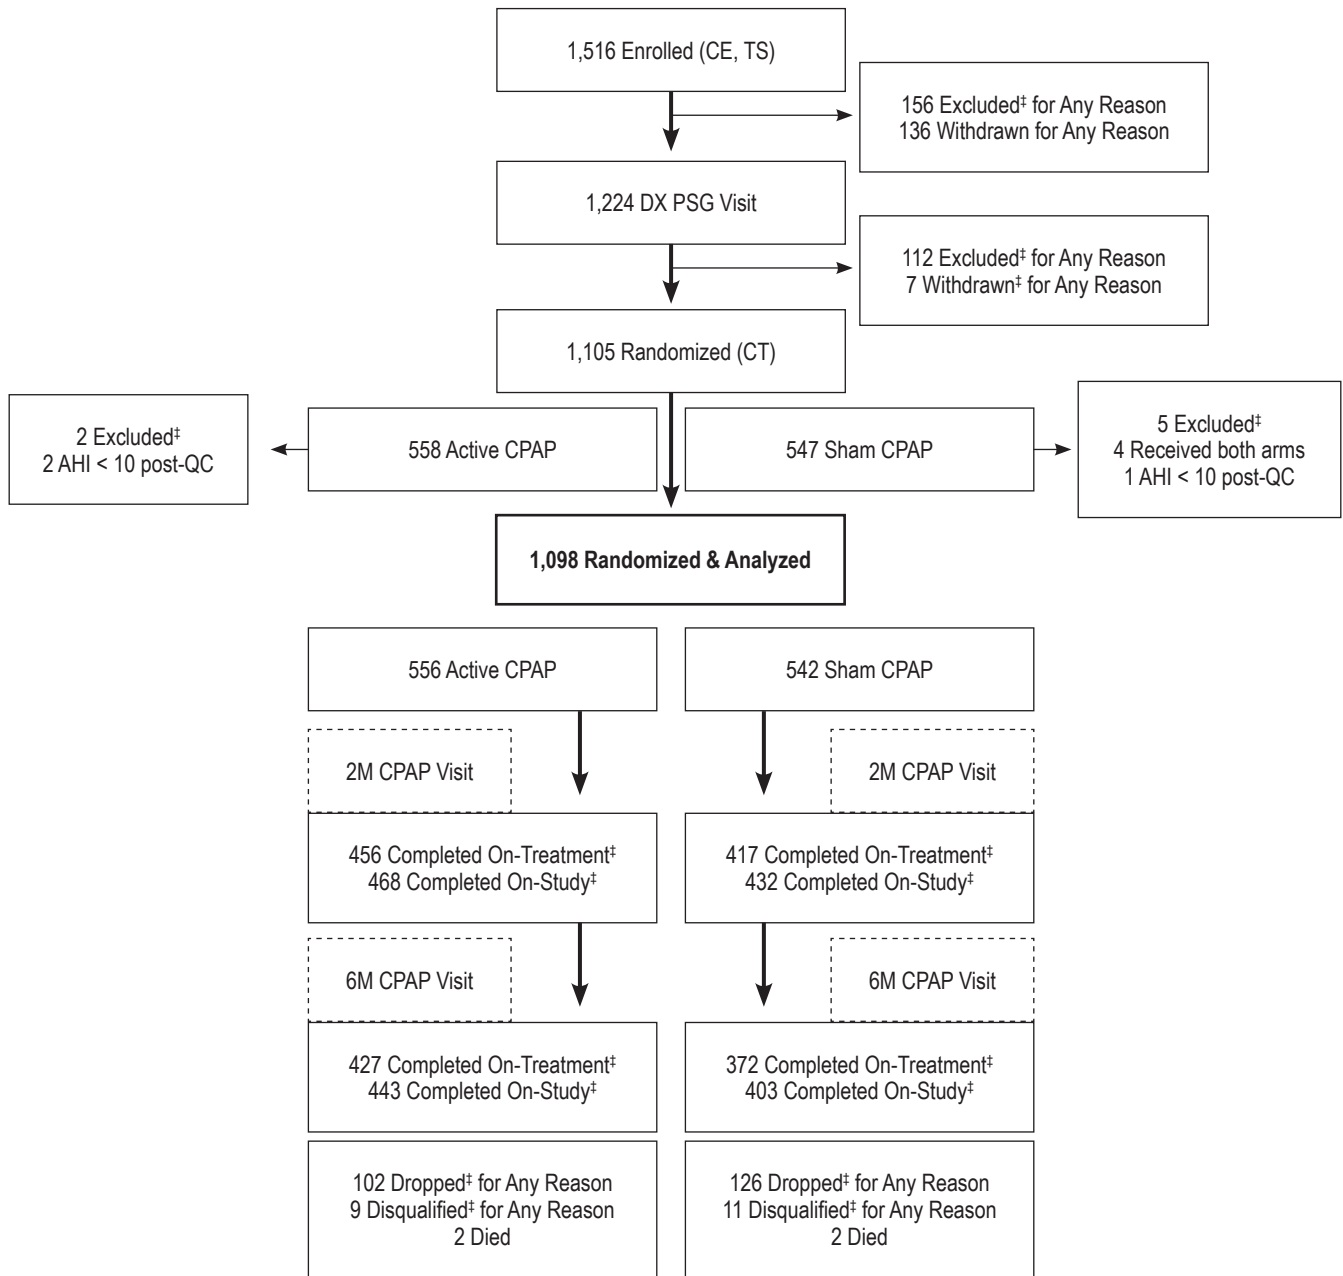 1,516 Enrolled (CE, TS)
156 Excluded‡ for Any Reason
136 Withdrawn for Any Reason
1,224 DX PSG Visit
112 Excluded‡ for Any Reason
7 Withdrawn‡ for Any Reason
1,105 Randomized (CT)
2 Excluded‡
2 AHI < 10 post-QC
558 Active CPAP
547 Sham CPAP
5 Excluded‡
4 Received both arms
1 AHI < 10 post-QC
1,098 Randomized & Analyzed
556 Active CPAP
542 Sham CPAP
2M CPAP Visit
2M CPAP Visit
456 Completed On-Treatment‡
468 Completed On-Study‡
417 Completed On-Treatment‡
432 Completed On-Study‡
6M CPAP Visit
6M CPAP Visit
427 Completed On-Treatment‡
443 Completed On-Study‡
372 Completed On-Treatment‡
403 Completed On-Study‡
102 Dropped‡ for Any Reason
9 Disqualified‡ for Any Reason
2 Died
126 Dropped‡ for Any Reason
11 Disqualified‡ for Any Reason
2 Died